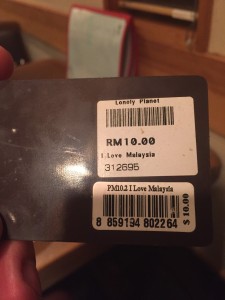 Lonely Planet
RM10.00
I Love Malaysia
312695
PM10.2 I Love Malaysia
8 859194 802264
$ 10.00